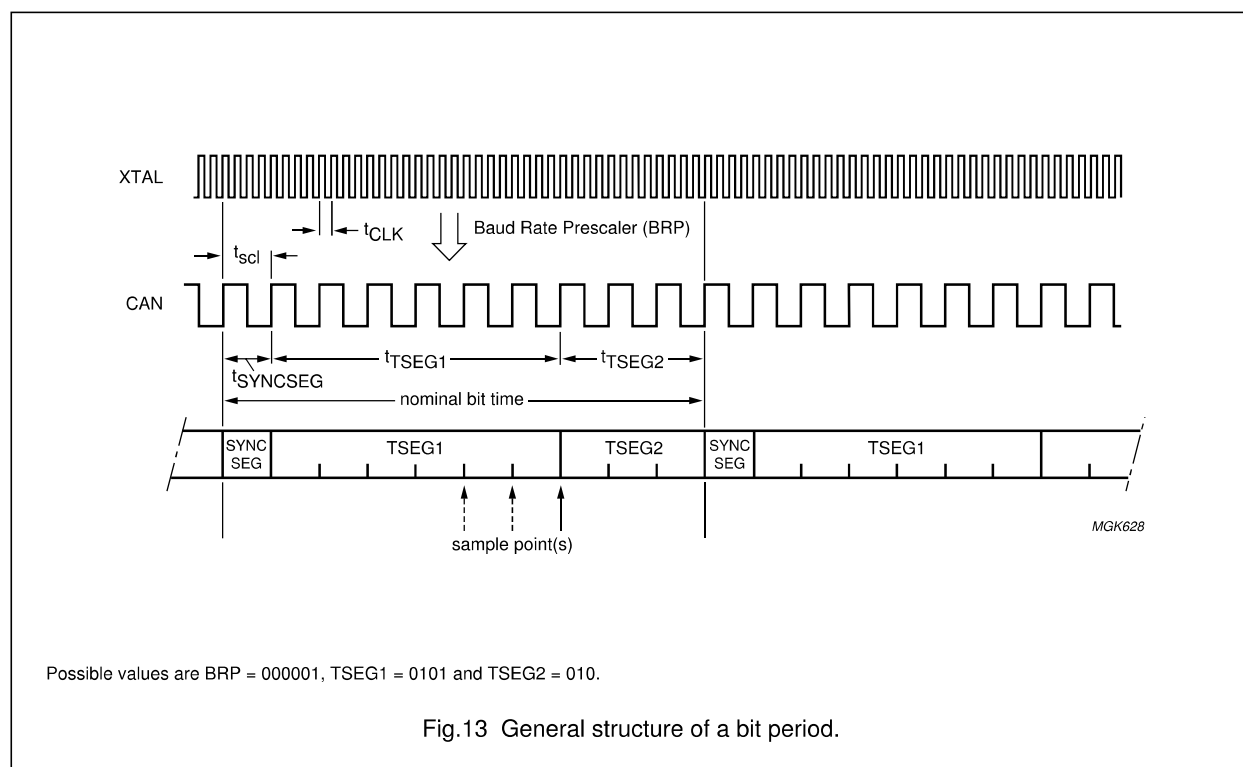 XTAL
tCLK
Baud Rate Prescaler (BRP)
tscl
CAN
tTSEG1
tTSEG2
tSYNCSEG
nominal bit time
SYNC
SEG
TSEG1
TSEG2
SYNC
SEG
TSEG1
sample point(s)
MGK628
Possible values are BRP = 000001, TSEG1 = 0101 and TSEG2 = 010.
Fig.13 General structure of a bit period.